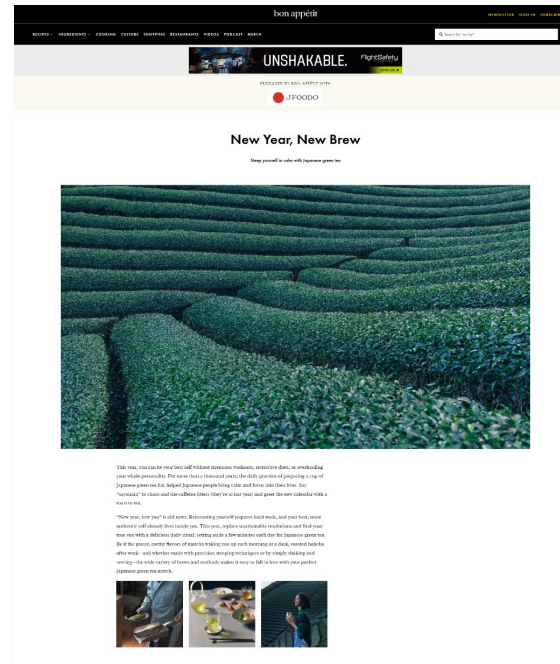 bon appétit
NEWSLETTER SIGN IN SUBSCRIBE
RECIPES INGREDIENTS COOKING CULTURE SHOPPING RESTAURANTS VIDEOS PODCAST MERCH
UNSHAKABLE.
FlightSafety
PRODUCED BY BON APPÉTIT WITH
JFOODO
New Year, New Brew
Steep yourself in calm with Japanese green tea
This year, you can be your best self without strenuous workouts, restrictive diets, or overhauling
your whole personality. For more than a thousand years, the daily practice of preparing a cup of
Japanese green tea has helped Japanese people bring calm and focus into their lives. Say
“sayonara” to chaos and the caffeine jitters (they’re so last year) and greet the new calendar with a
toast to tea.
“New year, new you” is old news. Reinventing yourself requires hard work, and your best, most
authentic self already lives inside you. This year, replace unattainable resolutions and find your
true you with a delicious daily ritual: setting aside a few minutes each day for Japanese green tea.
Be it the grassy, earthy flavors of matcha waking you up each morning or a dark, roasted hojicha
after work—and whether made with precision steeping techniques or by simply shaking and
serving—the wide variety of brews and methods makes it easy to fall in love with your perfect
Japanese green tea match.